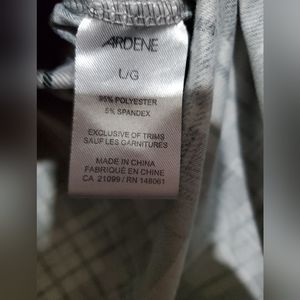 ARDENE
L/G
95% POLYESTER
5% SPANDEX
EXCLUSIVE OF TRIMS
SAUF LES GARNITURES
MADE IN CHINA
FABRIQUÉ EN CHINE
CA 21099 / RN 148061